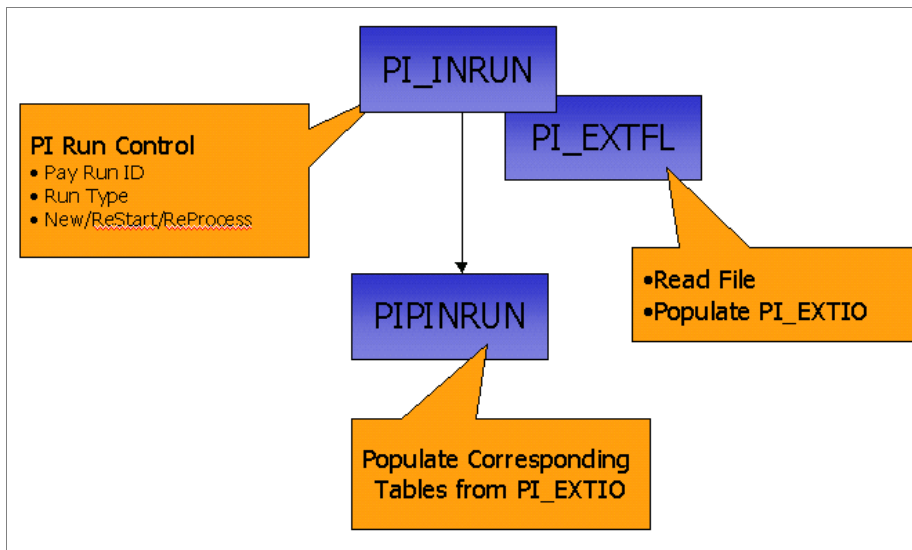 PI_INRUN
PI_EXTFL
PI Run Control
• Pay Run ID
• Run Type
• New/ReStart/ReProcess
•Read File
•Populate PI_EXTIO
PIPINRUN
Populate Corresponding
Tables from PI_EXTIO